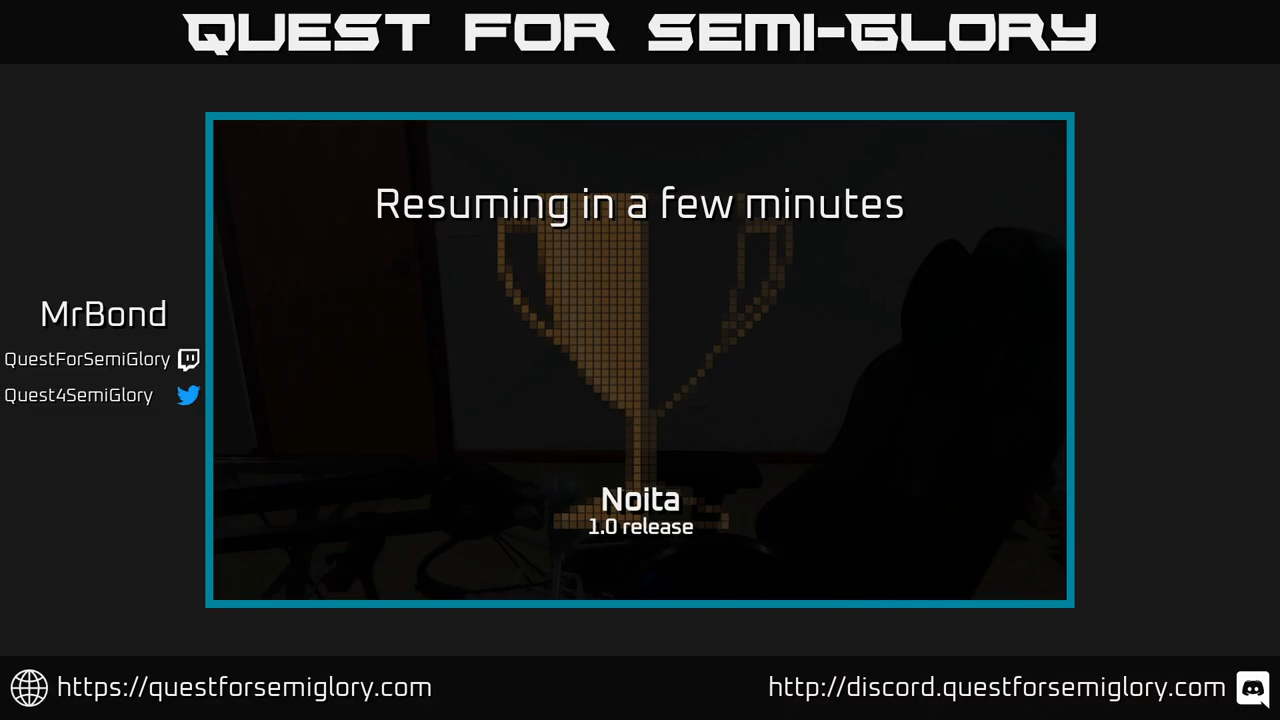 QUEST FOR SEMI-GLORY
Resuming in a few minutes
MrBond
QuestForSemiGlory
Quest4SemiGlory
Noita
1.0 release
https://questforsemiglory.com
http://discord.questforsemiglory.com